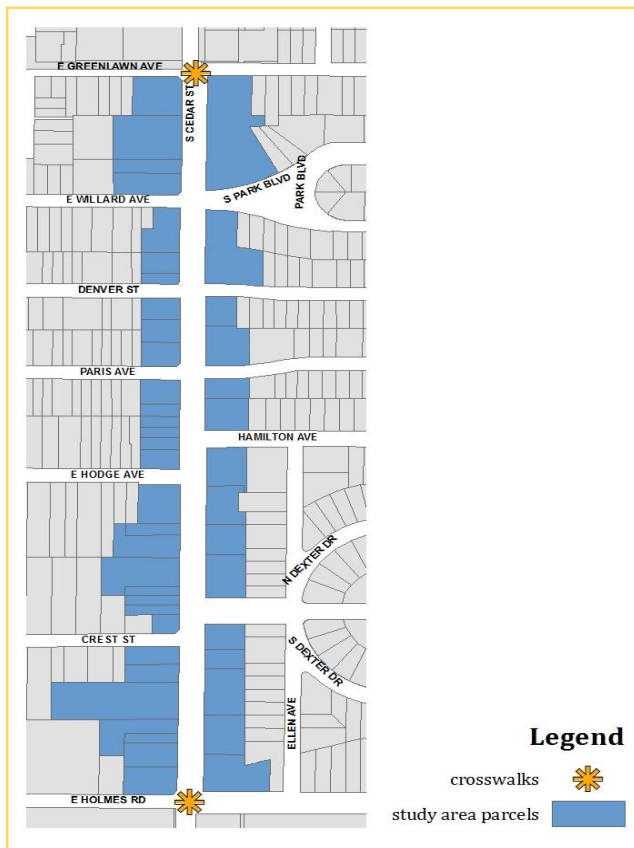 E GREENLAWN AVE
S CEDAR ST
PARK BLVD
S PARK BLVD
E WILLARD AVE
DENVER ST
PARIS AVE
HAMILTON AVE
E HODGE AVE
N DEXTER DR
CREST ST
S DEXTER DR
ELLEN AVE
Legend
crosswalks
E HOLMES RD
study area parcels